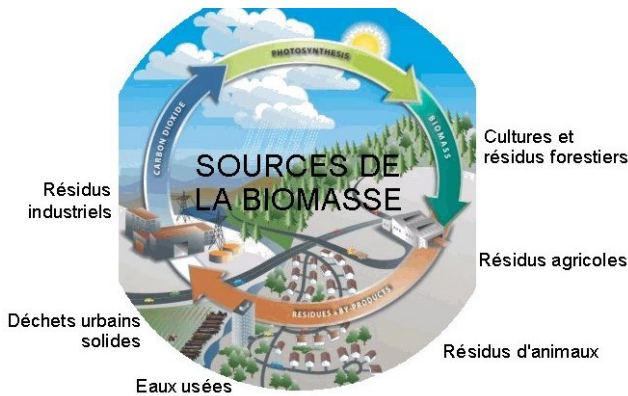 PHOTOSYNTHESIS
CARBON DIOXIDE
BIOMASS
SOURCES DE
LA BIOMASSE
Cultures et
résidus forestiers
Résidus
industriels
Résidus agricoles
RESIDUES & BY-PRODUCTS
Déchets urbains
solides
Résidus d'animaux
Eaux usées